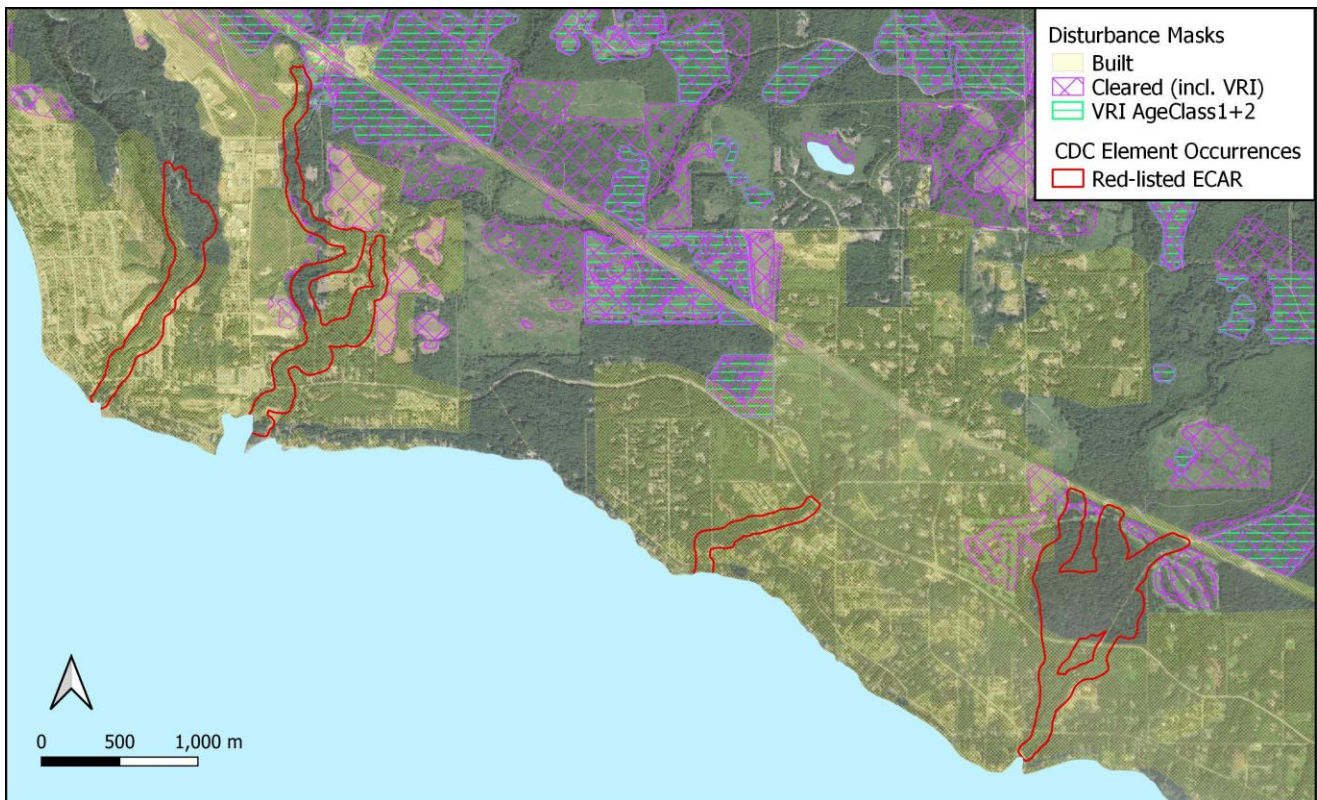 Disturbance Masks
Built
Cleared (incl. VRI)
VRI AgeClass1+2
CDC Element Occurrences
Red-listed ECAR
0 500 1,000 m